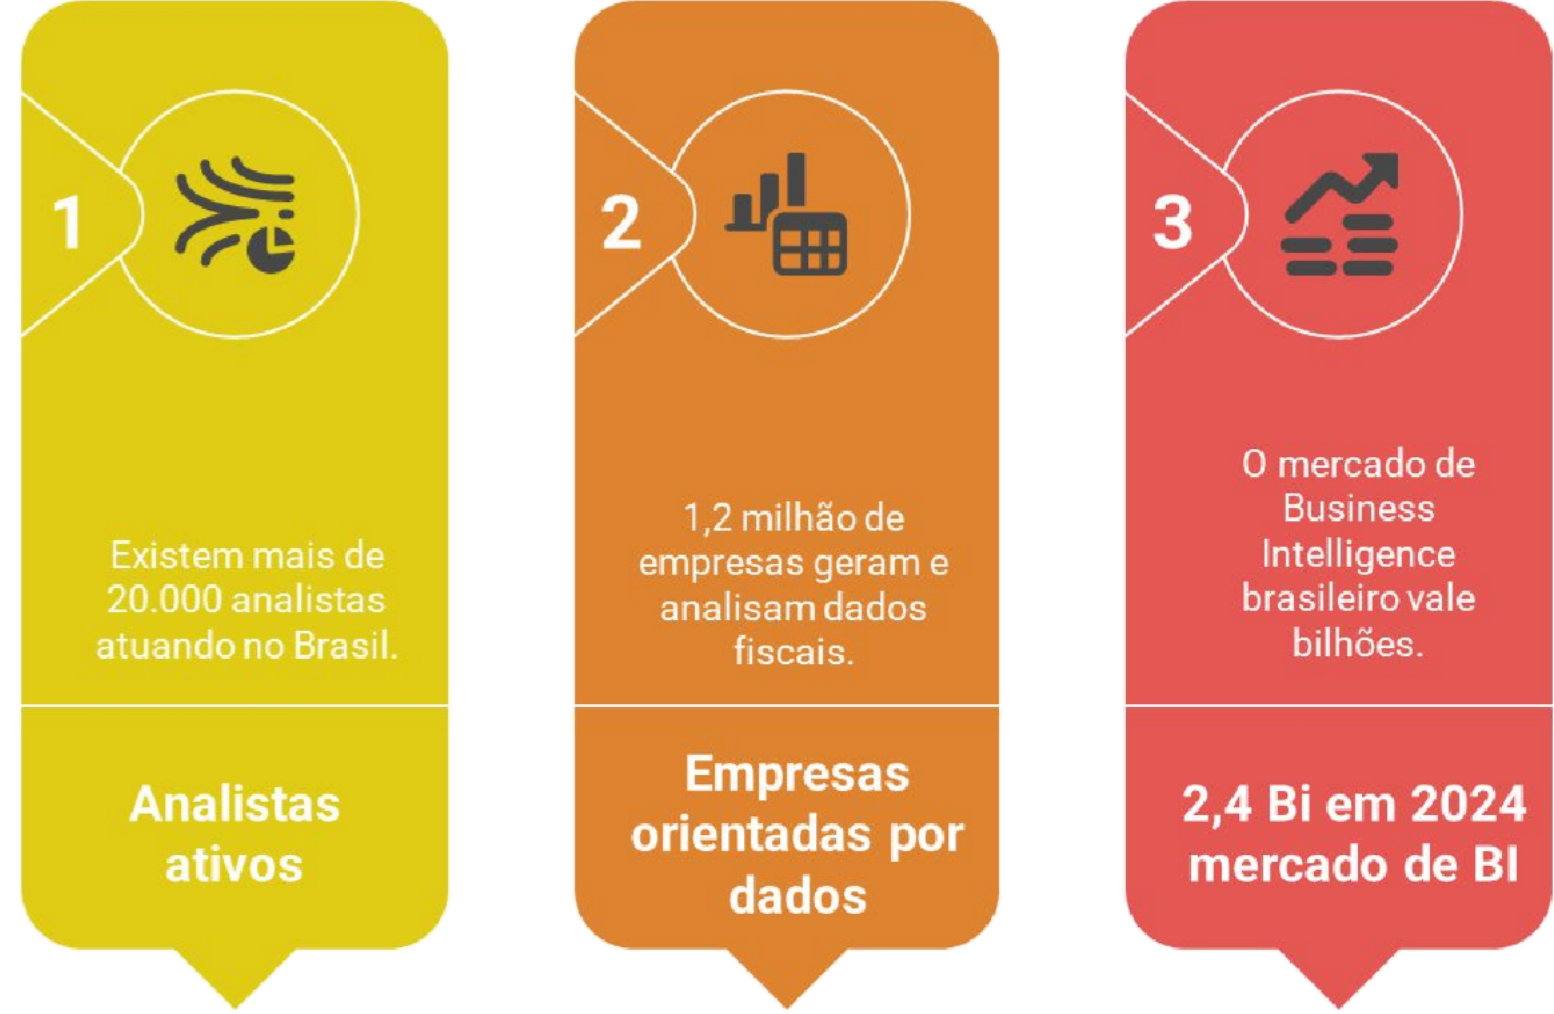 1
Existem mais de
20.000 analistas
atuando no Brasil.
Analistas
ativos
2
1,2 milhão de
empresas geram e
analisam dados
fiscais.
Empresas
orientadas por
dados
3
O mercado de
Business
Intelligence
brasileiro vale
bilhões.
2,4 Bi em 2024
mercado de BI